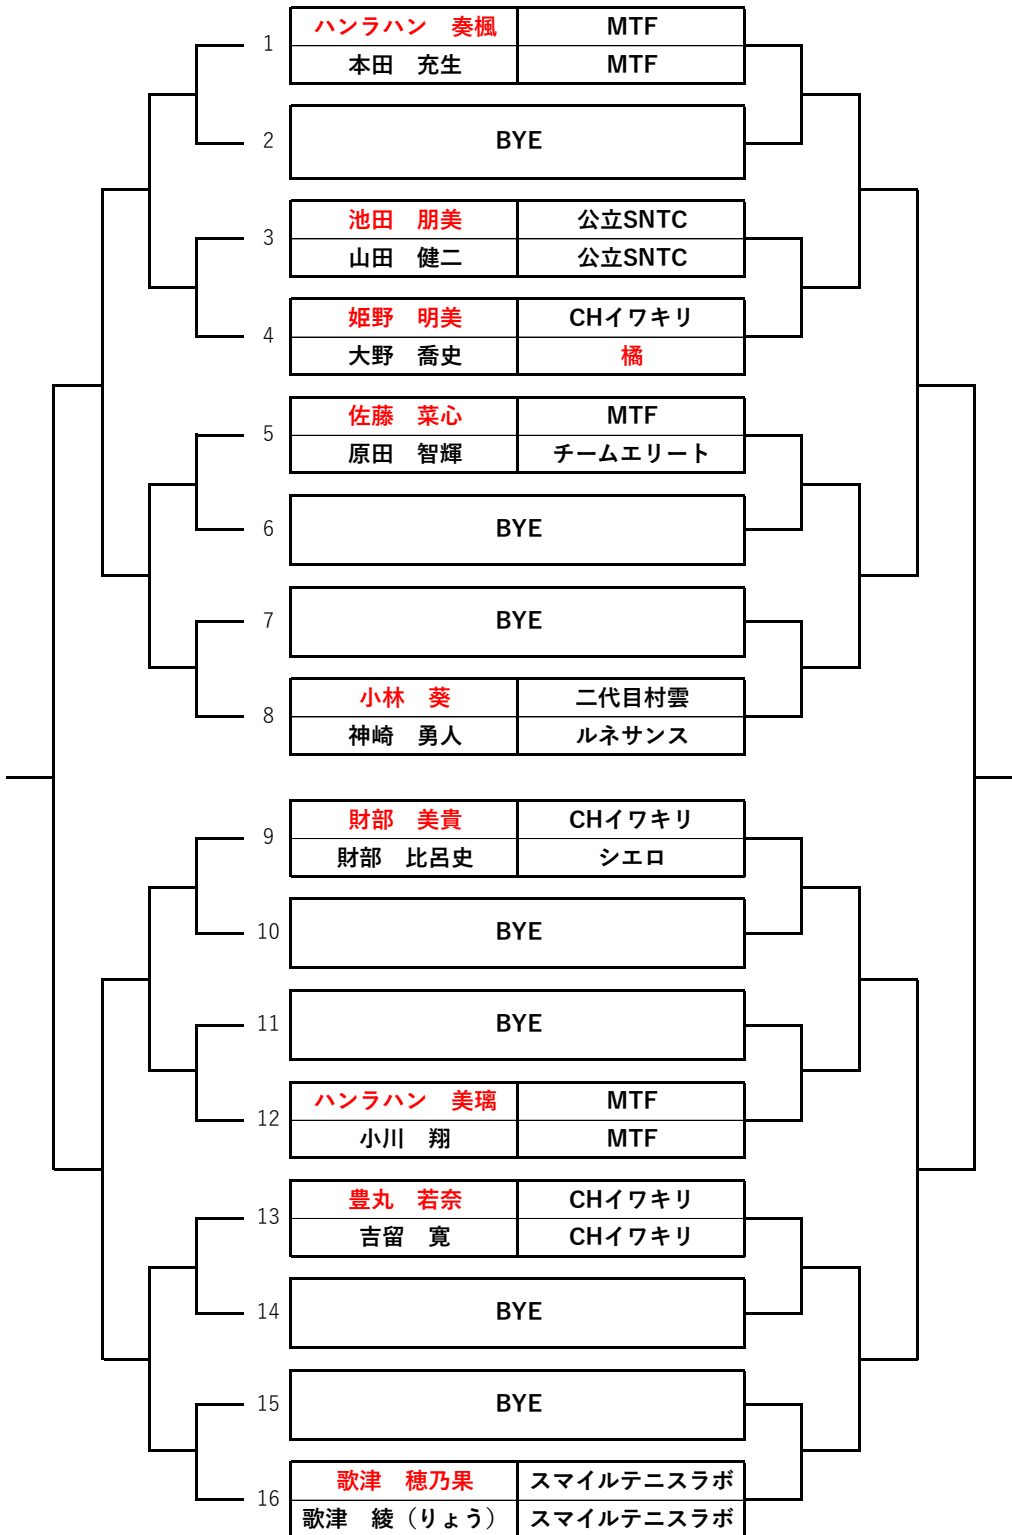 1 ハンラハン　奏楓 MTF
本田　充生 MTF
2 BYE
3 池田　朋美 公立SNTC
山田　健二 公立SNTC
4 姫野　明美 CHイワキリ
大野　喬史 橘
5 佐藤　菜心 MTF
原田　智輝 チームエリート
6 BYE
7 BYE
8 小林　葵 二代目村雲
神崎　勇人 ルネサンス
9 財部　美貴 CHイワキリ
財部　比呂史 シエロ
10 BYE
11 BYE
12 ハンラハン　美璃 MTF
小川　翔 MTF
13 豊丸　若奈 CHイワキリ
吉留　寛 CHイワキリ
14 BYE
15 BYE
16 歌津　穂乃果 スマイルテニスラボ
歌津　綾（りょう） スマイルテニスラボ